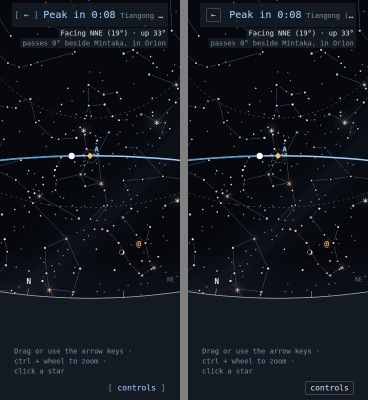 [ ← ] Peak in 0:08 Tiangong …
Facing NNE (19°) · up 33°
passes 0° beside Mintaka, in Orion
A
@
N
NE
Drag or use the arrow keys ·
ctrl + wheel to zoom ·
click a star
[ controls ]
← Peak in 0:08 Tiangong (…
Facing NNE (19°) · up 33°
passes 0° beside Mintaka, in Orion
A
@
N
NE
Drag or use the arrow keys ·
ctrl + wheel to zoom ·
click a star
controls